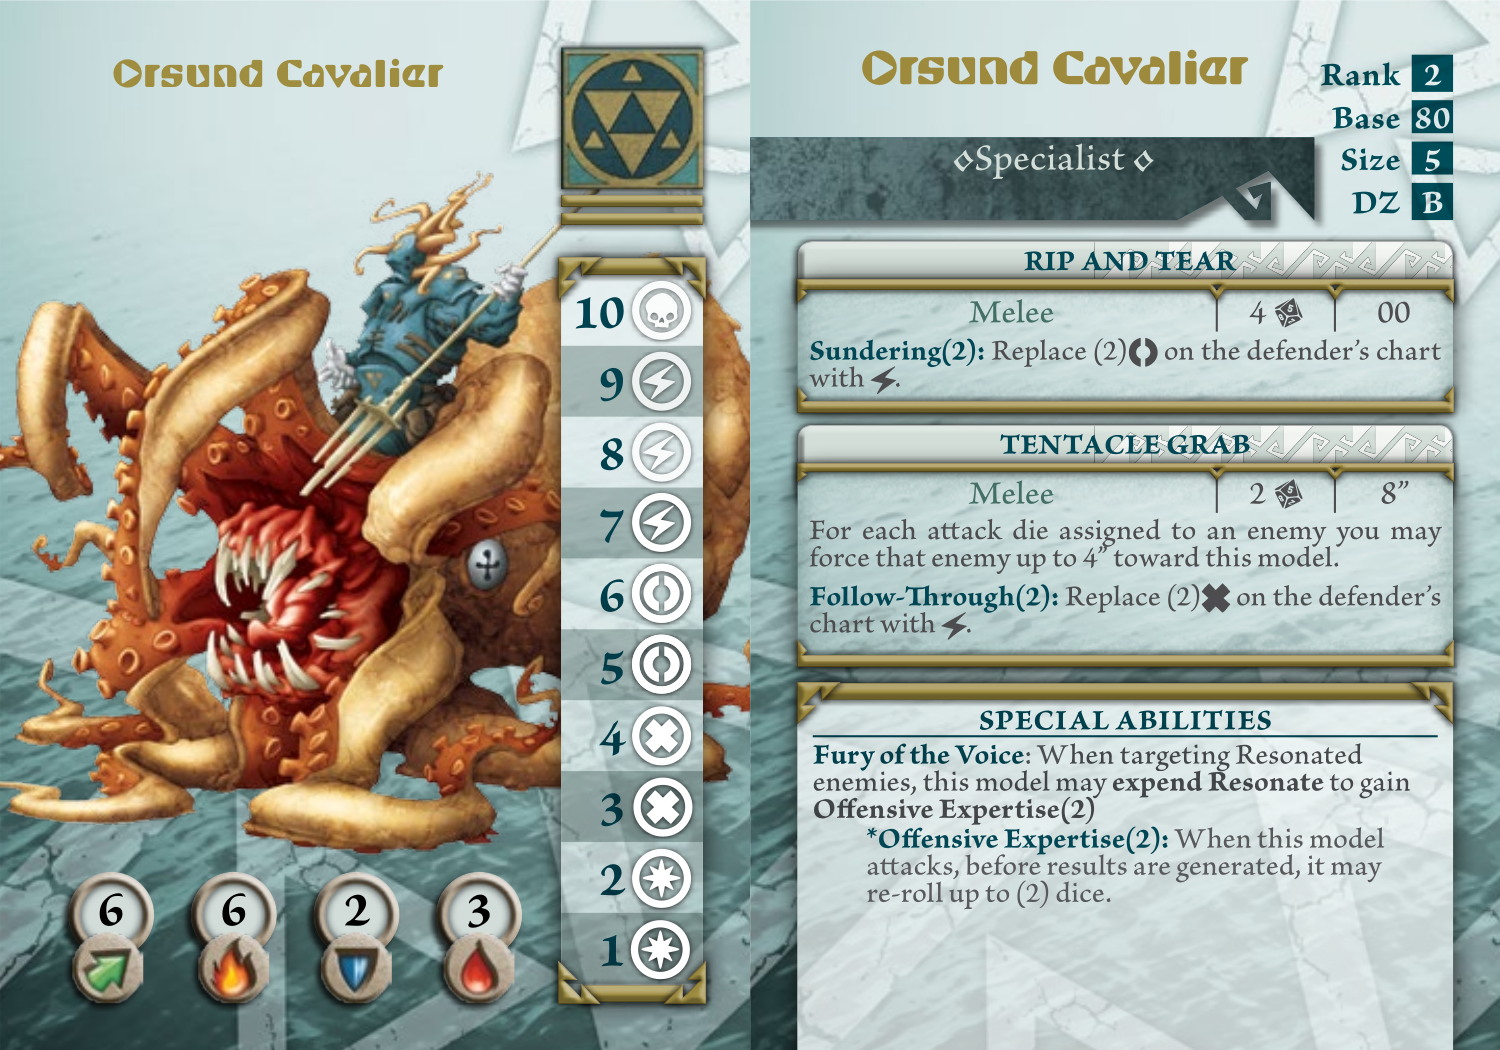 Orsund Cavalier
10
9
8
7
6
5
4
3
2
1
6 6 2 3
Orsund Cavalier
Rank 2
Base 80
Size 5
DZ B
Specialist
RIP AND TEAR
Melee 4 00
Sundering(2): Replace (2) on the defender's chart
with .
TENTACLE GRAB
Melee 2 8”
For each attack die assigned to an enemy you may
force that enemy up to 4” toward this model.
Follow-Through(2): Replace (2) on the defender's
chart with .
SPECIAL ABILITIES
Fury of the Voice: When targeting Resonated
enemies, this model may expend Resonate to gain
Offensive Expertise(2)
*Offensive Expertise(2): When this model
attacks, before results are generated, it may
re-roll up to (2) dice.